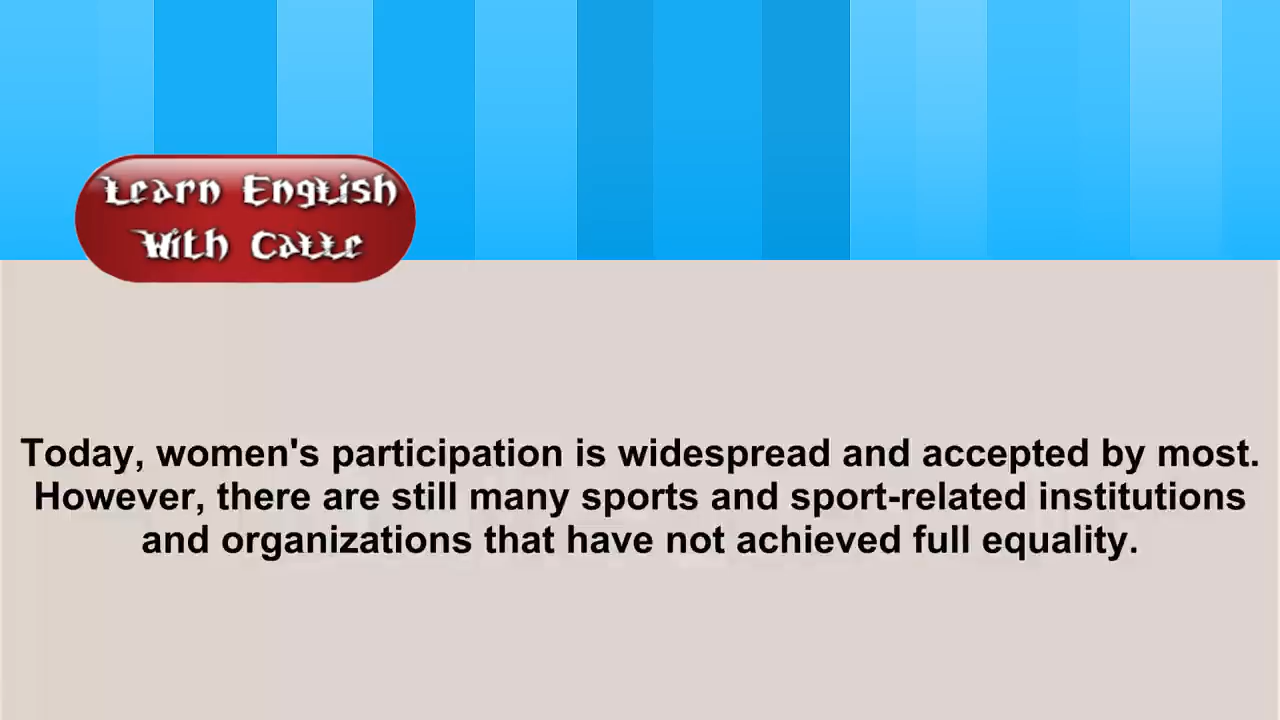 Learn English
With Calle
Today, women's participation is widespread and accepted by most.
However, there are still many sports and sport-related institutions
and organizations that have not achieved full equality.